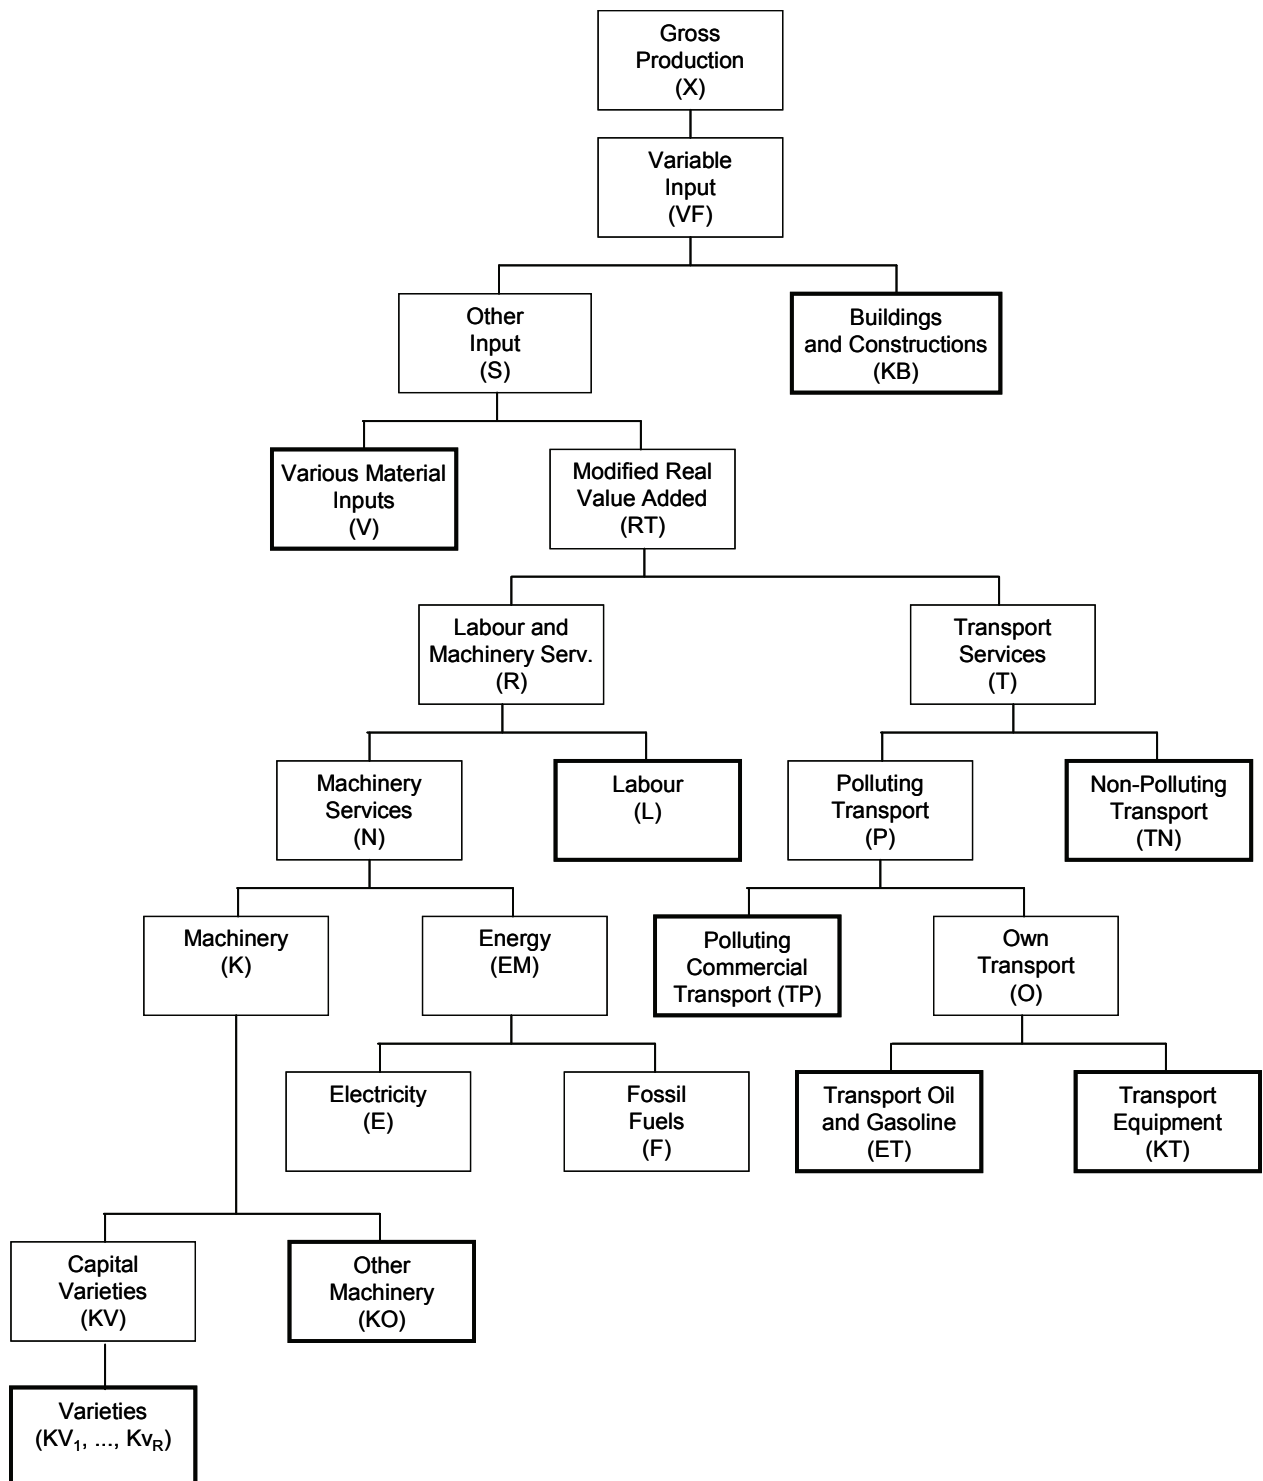 Gross
Production
(X)
Variable
Input
(VF)
Other
Input
(S)
Buildings
and Constructions
(KB)
Various Material
Inputs
(V)
Modified Real
Value Added
(RT)
Labour and
Machinery Serv.
(R)
Transport
Services
(T)
Machinery
Services
(N)
Labour
(L)
Polluting
Transport
(P)
Non-Polluting
Transport
(TN)
Machinery
(K)
Energy
(EM)
Polluting
Commercial
Transport (TP)
Own
Transport
(O)
Electricity
(E)
Fossil
Fuels
(F)
Transport Oil
and Gasoline
(ET)
Transport
Equipment
(KT)
Capital
Varieties
(KV)
Other
Machinery
(KO)
Varieties
(KV₁, ..., Kv_R)